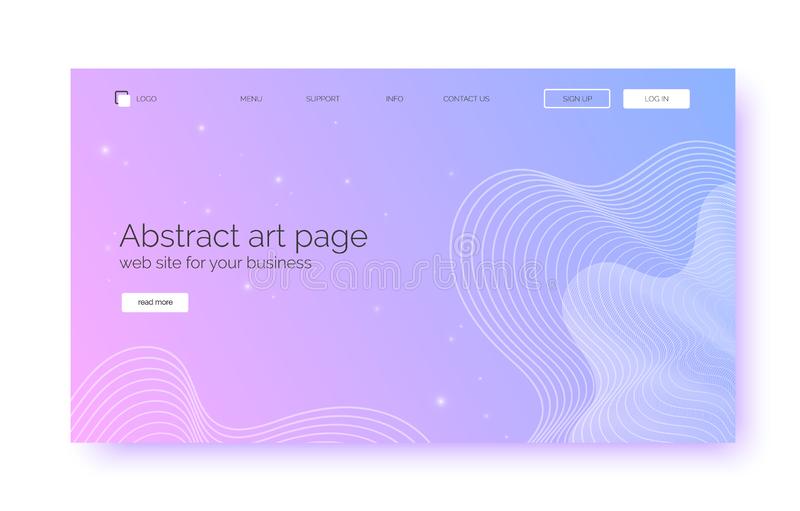 LOGO MENU SUPPORT INFO CONTACT US SIGN UP LOG IN
Abstract art page
web site for your business
dreamstime.com
read more